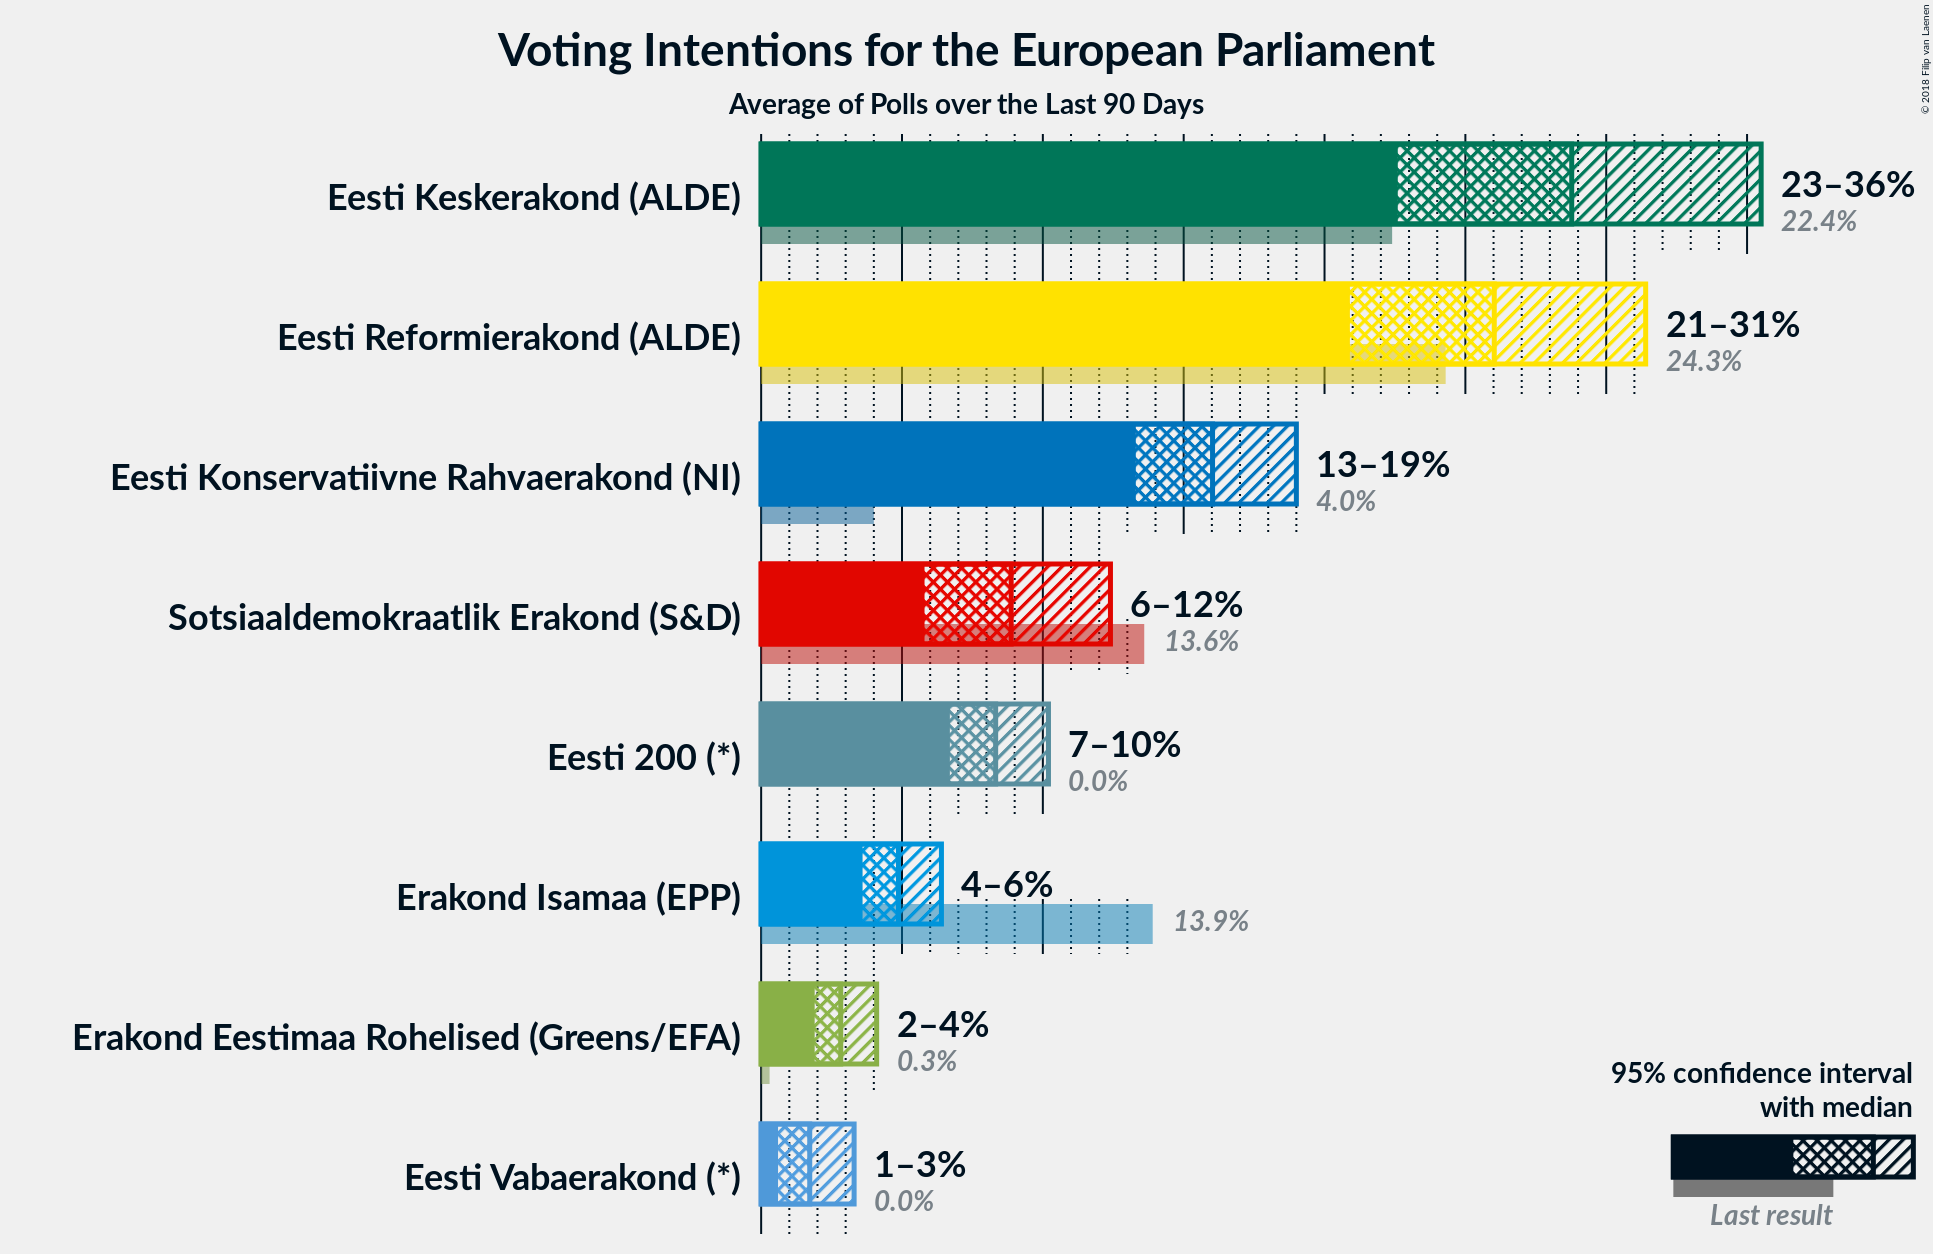 Voting Intentions for the European Parliament
Average of Polls over the Last 90 Days
© 2018 Filip van Laenen
Eesti Keskerakond (ALDE)
23–36%
22.4%
Eesti Reformierakond (ALDE)
21–31%
24.3%
Eesti Konservatiivne Rahvaerakond (NI)
13–19%
4.0%
Sotsiaaldemokraatlik Erakond (S&D)
6–12%
13.6%
Eesti 200 (*)
7–10%
0.0%
Erakond Isamaa (EPP)
4–6%
13.9%
Erakond Eestimaa Rohelised (Greens/EFA)
2–4%
0.3%
Eesti Vabaerakond (*)
1–3%
0.0%
95% confidence interval
with median
Last result